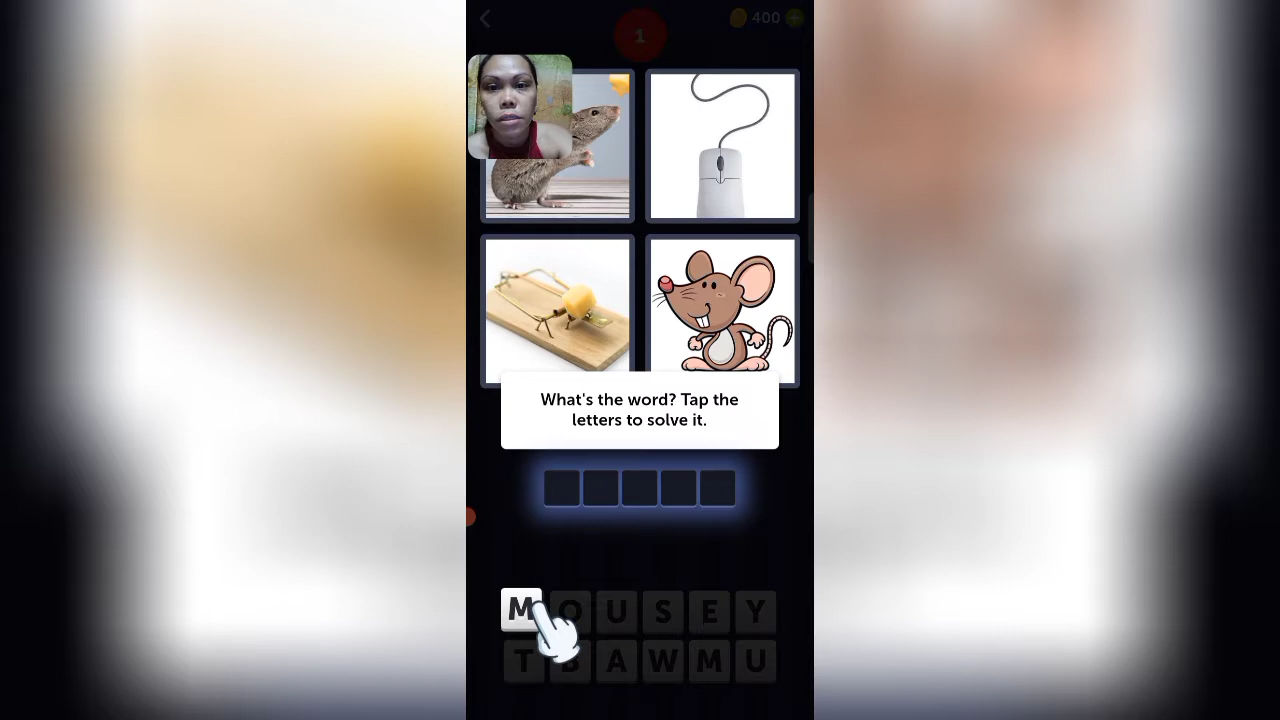 400
1
What's the word? Tap the
letters to solve it.
M O U S E Y
T B A W M U